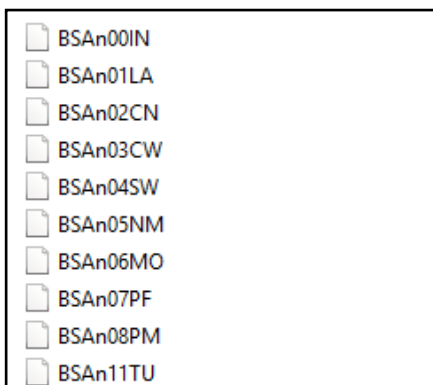 BSAn00IN
BSAn01LA
BSAn02CN
BSAn03CW
BSAn04SW
BSAn05NM
BSAn06MO
BSAn07PF
BSAn08PM
BSAn11TU